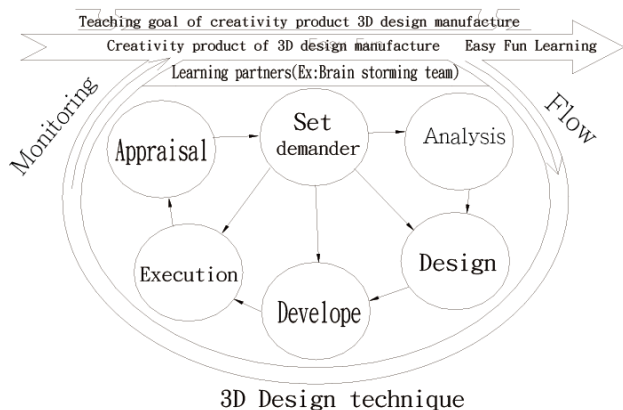 Teaching goal of creativity product 3D design manufacture
Creativity product of 3D design manufacture Easy Fun Learning
Learning partners(Ex:Brain storming team)
Monitoring
Flow
Set
demander
Analysis
Appraisal
Design
Execution
Develope
3D Design technique